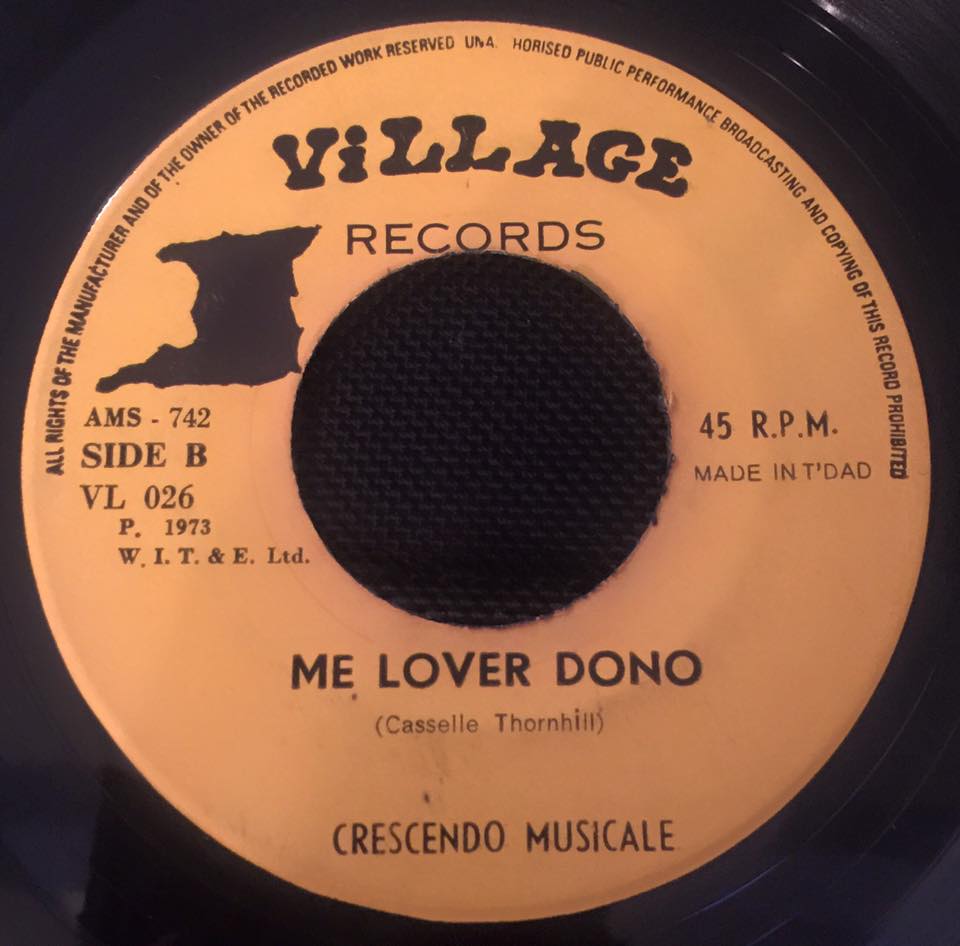 ALL RIGHTS OF THE MANUFACTURER AND OF THE OWNER OF THE RECORDED WORK RESERVED HORISED PUBLIC PERFORMANCE BROADCASTING AND COPYING OF THIS RECORD PROHIBITED
ViLLAGE
RECORDS
AMS - 742
SIDE B
VL 026
P. 1973
W. I. T. & E. Ltd.
45 R.P.M.
MADE IN T'DAD
ME LOVER DONO
(Casselle Thornhill)
CRESCENDO MUSICALE